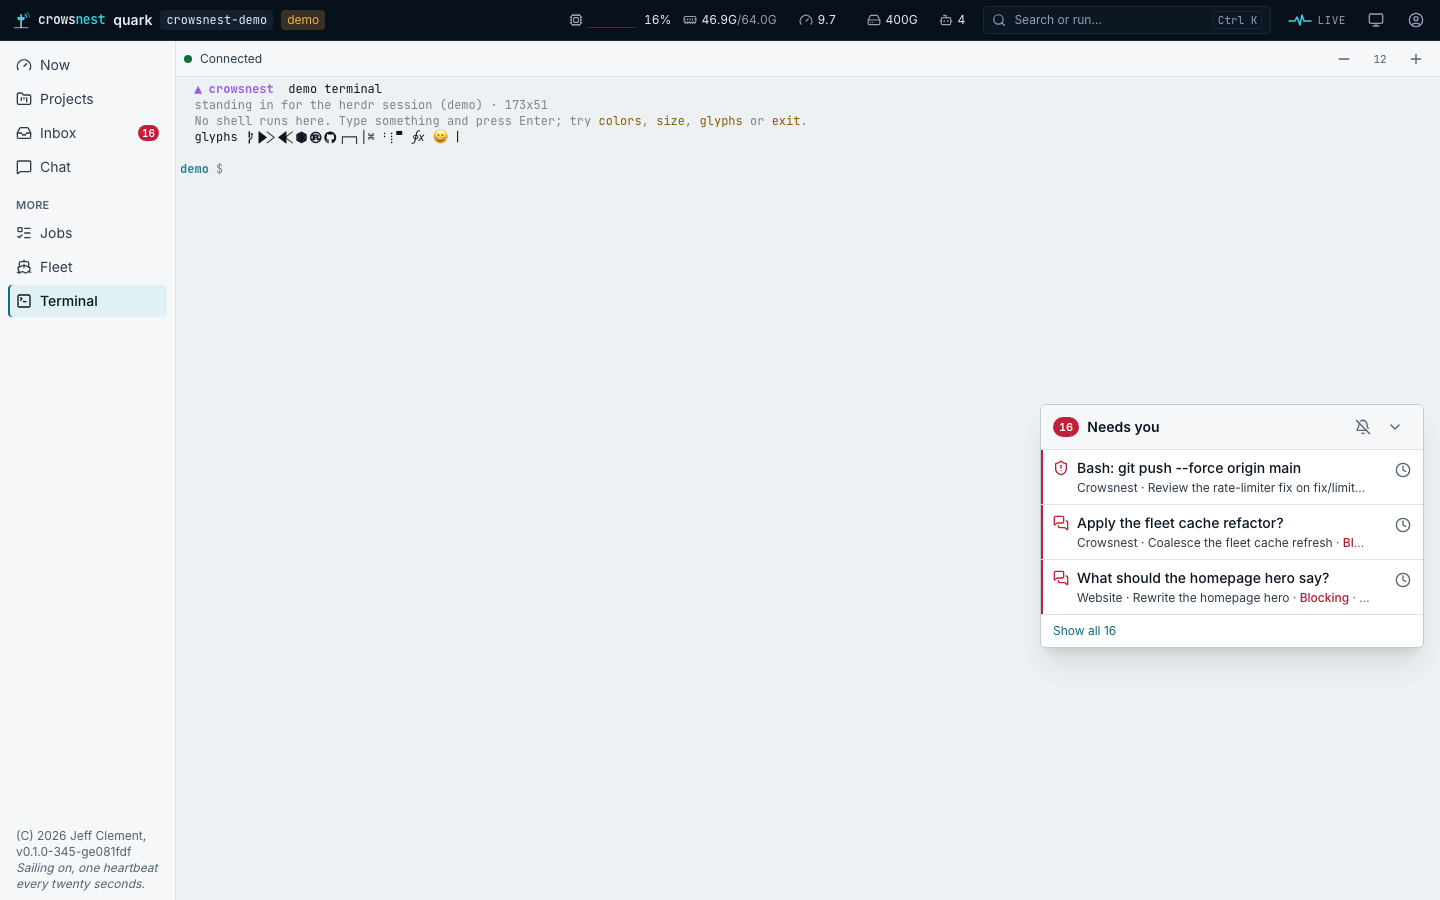 crowsnest quark crowsnest-demo demo 16% 46.9G/64.0G 9.7 400G 4 Search or run... Ctrl K LIVE
Now
Projects
Inbox 16
Chat
MORE
Jobs
Fleet
Terminal
Connected 12
▲ crowsnest demo terminal
standing in for the herdr session (demo) · 173x51
No shell runs here. Type something and press Enter; try colors, size, glyphs or exit.
glyphs
demo $
16 Needs you
Bash: git push --force origin main
Crowsnest · Review the rate-limiter fix on fix/limit...
Apply the fleet cache refactor?
Crowsnest · Coalesce the fleet cache refresh · Bl...
What should the homepage hero say?
Website · Rewrite the homepage hero · Blocking · ...
Show all 16
(C) 2026 Jeff Clement,
v0.1.0-345-ge081fdf
Sailing on, one heartbeat
every twenty seconds.